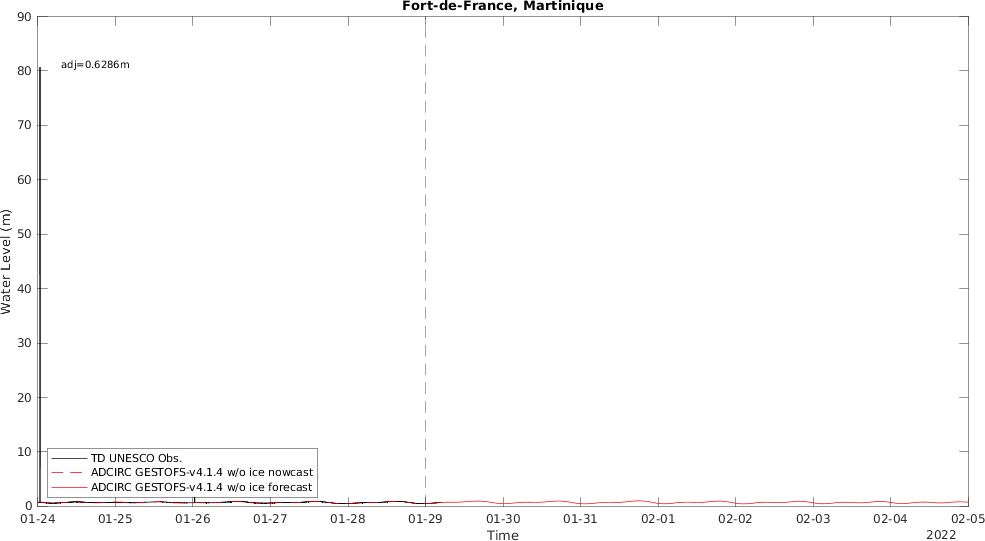 Fort-de-France, Martinique
90
80
70
60
50
40
30
20
10
0
Water Level (m)
adj=0.6286m
TD UNESCO Obs.
ADCIRC GESTOFS-v4.1.4 w/o ice nowcast
ADCIRC GESTOFS-v4.1.4 w/o ice forecast
01-24 01-25 01-26 01-27 01-28 01-29 01-30 01-31 02-01 02-02 02-03 02-04 02-05
Time
2022